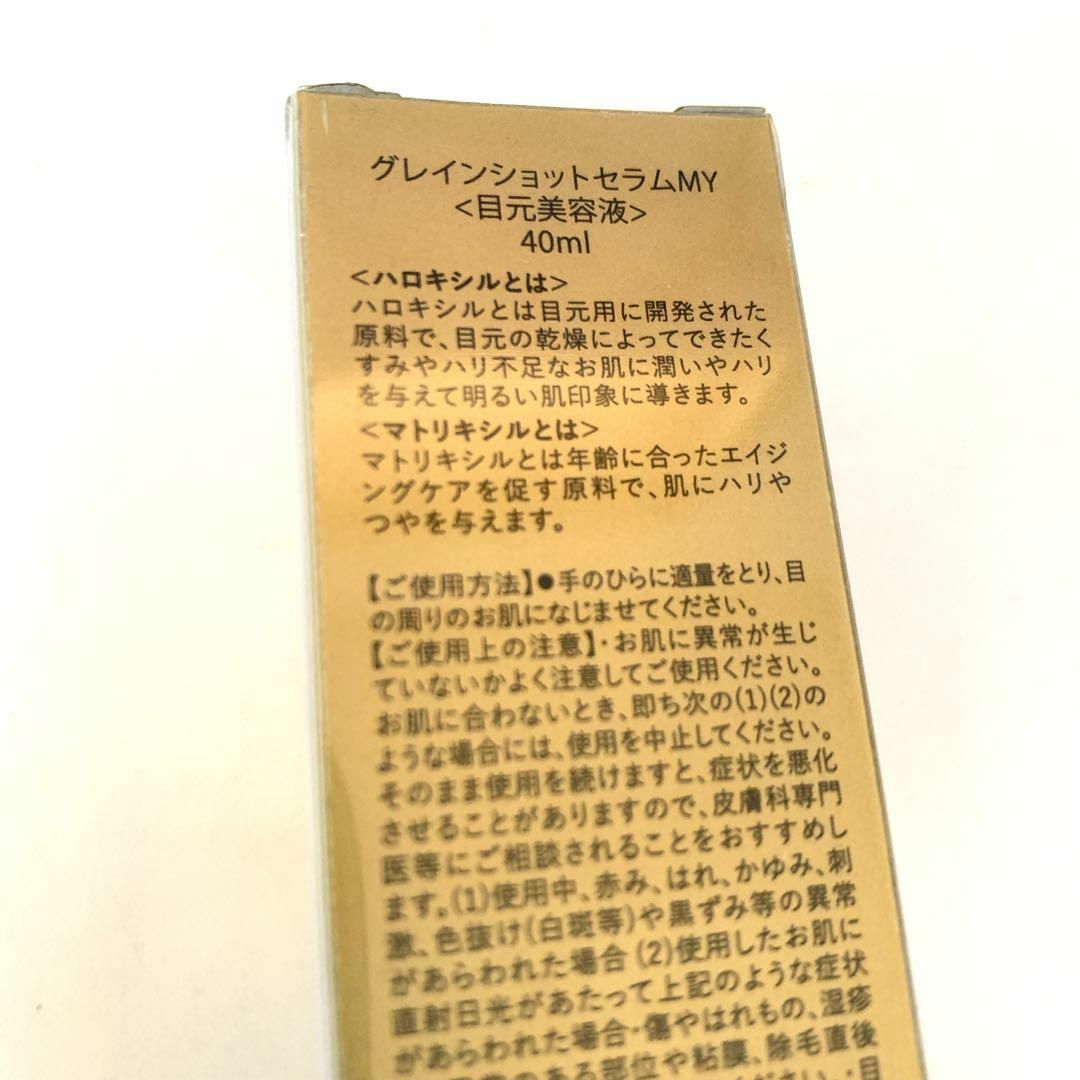 グレインショットセラムMY
<目元美容液>
40ml
<ハロキシルとは>
ハロキシルとは目元用に開発された
原料で、目元の乾燥によってできたく
すみやハリ不足なお肌に潤いやハリ
を与えて明るい肌印象に導きます。
<マトリキシルとは>
マトリキシルとは年齢に合ったエイジ
ングケアを促す原料で、肌にハリや
つやを与えます。
【ご使用方法】●手のひらに適量をとり、目
の周りのお肌になじませてください。
【ご使用上の注意】・お肌に異常が生じ
ていないかよく注意してご使用ください。
お肌に合わないとき、即ち次の(1)(2)の
ような場合には、使用を中止してください。
そのまま使用を続けますと、症状を悪化
させることがありますので、皮膚科専門
医等にご相談されることをおすすめし
ます。(1)使用中、赤み、はれ、かゆみ、刺
激、色抜け(白斑等)や黒ずみ等の異常
があらわれた場合(2)使用したお肌に
直射日光があたって上記のような症状
があらわれた場合・傷やはれもの、湿疹
のある部位や粘膜、除毛直後
ください。・目